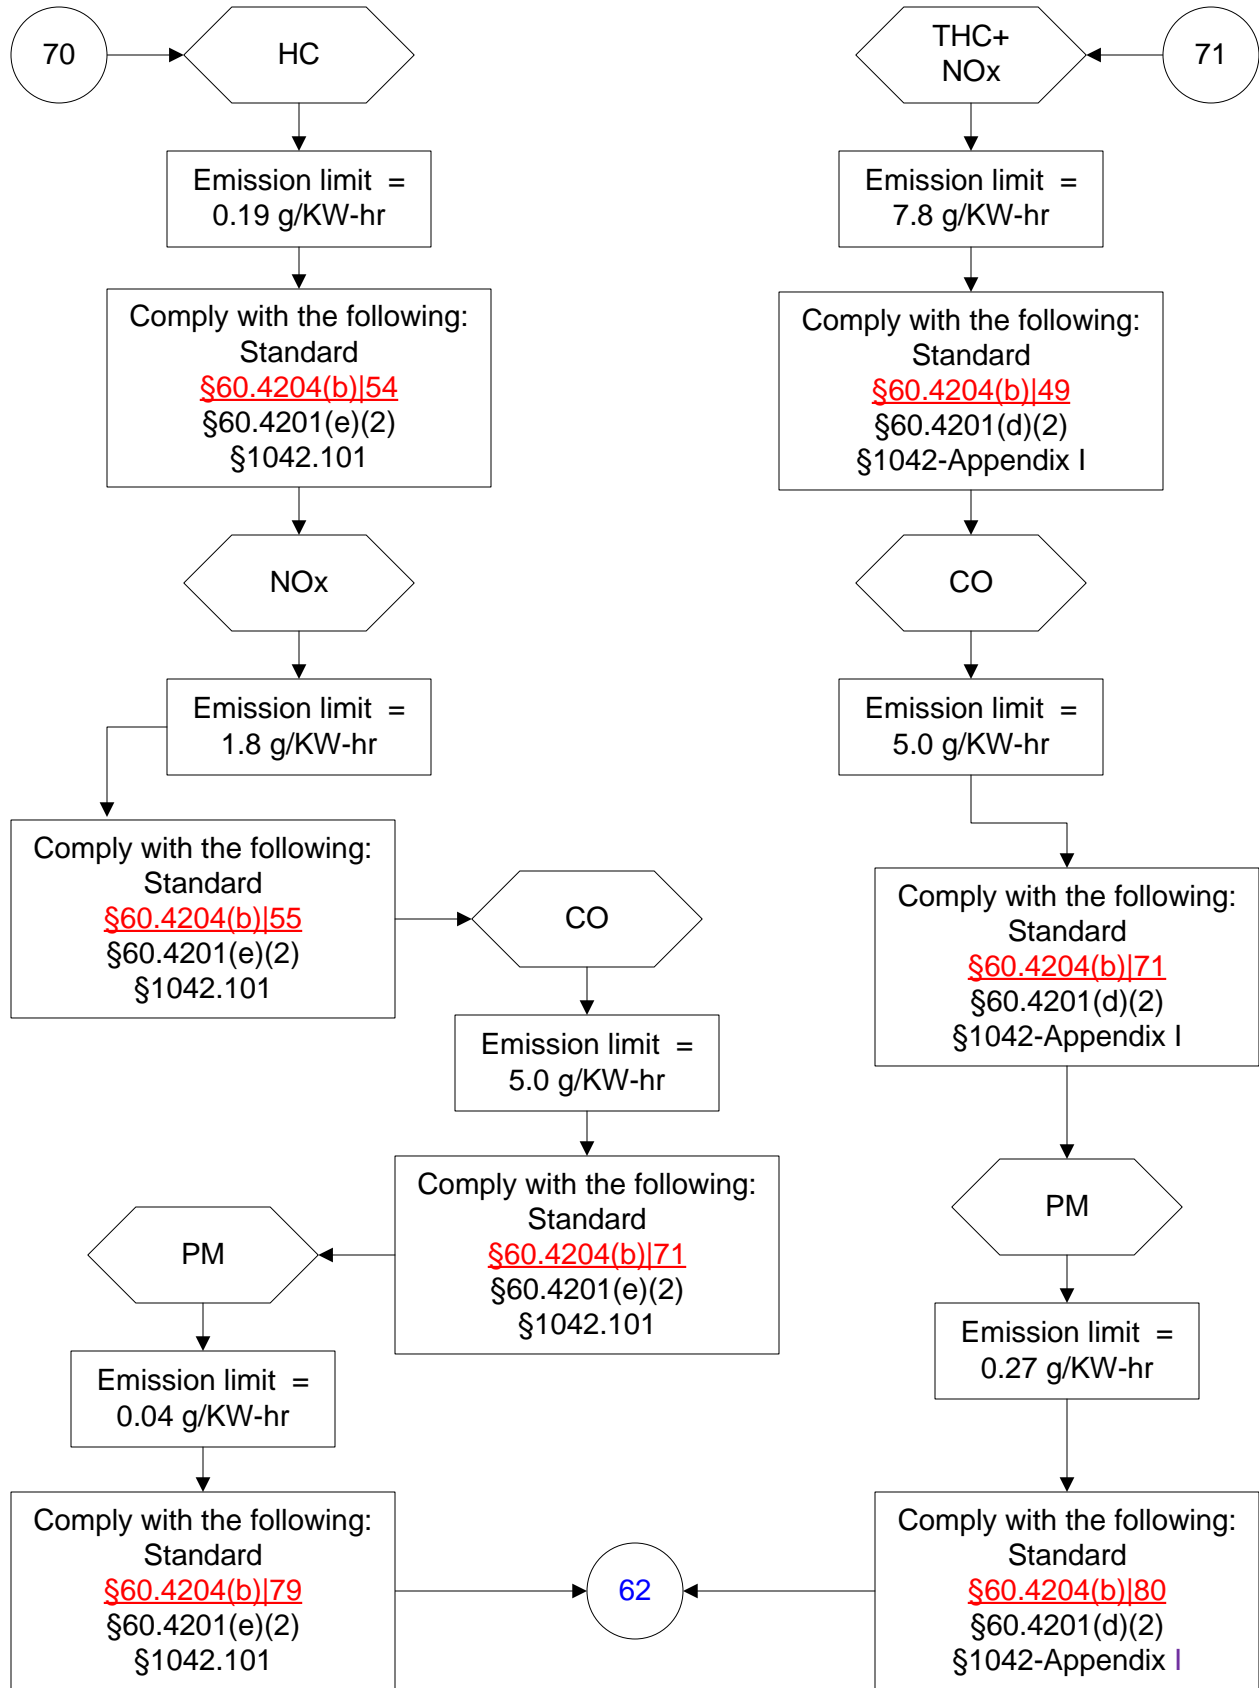 70
HC
Emission limit =
0.19 g/KW-hr
Comply with the following:
Standard
§60.4204(b)|54
§60.4201(e)(2)
§1042.101
NOx
Emission limit =
1.8 g/KW-hr
Comply with the following:
Standard
§60.4204(b)|55
§60.4201(e)(2)
§1042.101
CO
Emission limit =
5.0 g/KW-hr
Comply with the following:
Standard
§60.4204(b)|71
§60.4201(e)(2)
§1042.101
PM
Emission limit =
0.04 g/KW-hr
Comply with the following:
Standard
§60.4204(b)|79
§60.4201(e)(2)
§1042.101
62
71
THC+
NOx
Emission limit =
7.8 g/KW-hr
Comply with the following:
Standard
§60.4204(b)|49
§60.4201(d)(2)
§1042-Appendix I
CO
Emission limit =
5.0 g/KW-hr
Comply with the following:
Standard
§60.4204(b)|71
§60.4201(d)(2)
§1042-Appendix I
PM
Emission limit =
0.27 g/KW-hr
Comply with the following:
Standard
§60.4204(b)|80
§60.4201(d)(2)
§1042-Appendix I